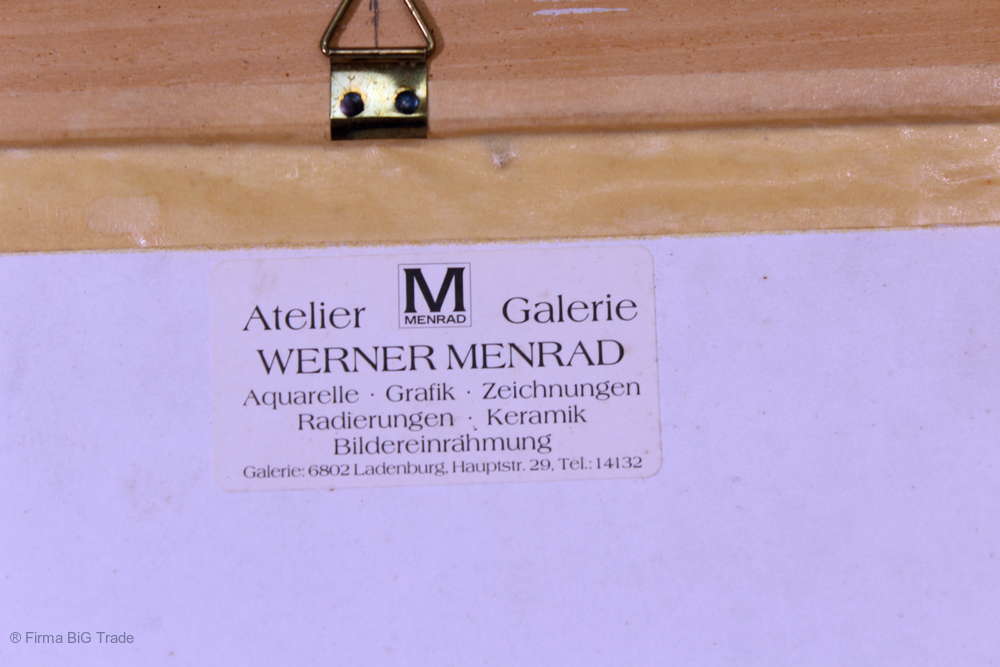 Atelier M Galerie
MENRAD
WERNER MENRAD
Aquarelle · Grafik · Zeichnungen
Radierungen · Keramik
Bildereinrahmung
Galerie: 6802 Ladenburg, Hauptstr. 29, Tel.: 14132
® Firma BiG Trade